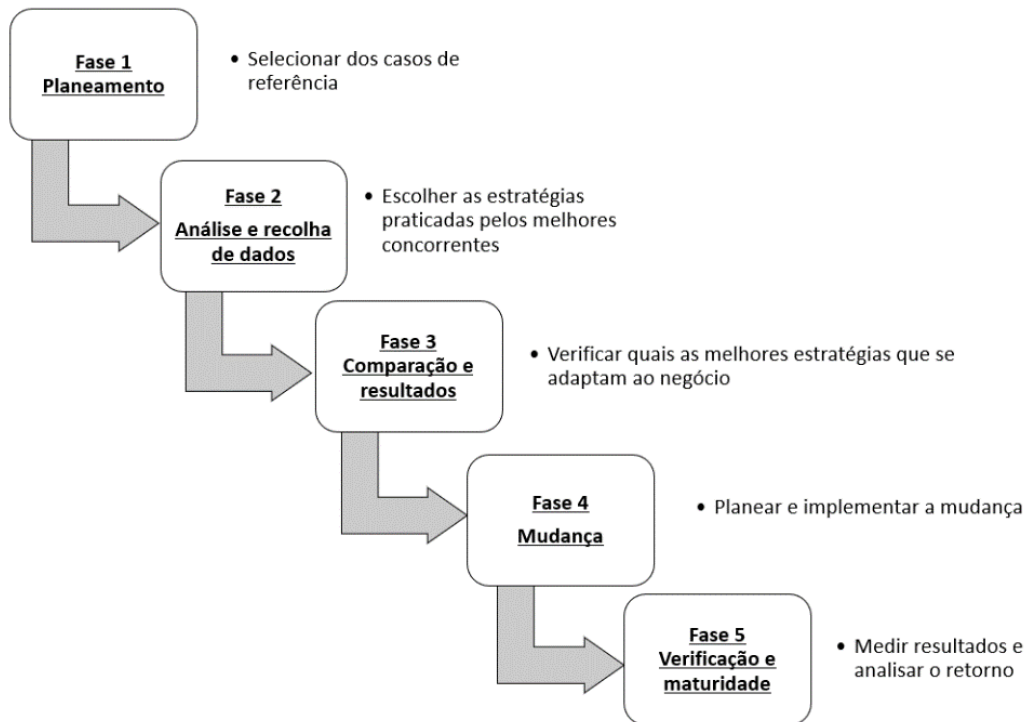 Fase 1
Planeamento
• Selecionar dos casos de
referência
Fase 2
Análise e recolha
de dados
• Escolher as estratégias
praticadas pelos melhores
concorrentes
Fase 3
Comparação e
resultados
• Verificar quais as melhores estratégias que se
adaptam ao negócio
Fase 4
Mudança
• Planear e implementar a mudança
Fase 5
Verificação e
maturidade
• Medir resultados e
analisar o retorno